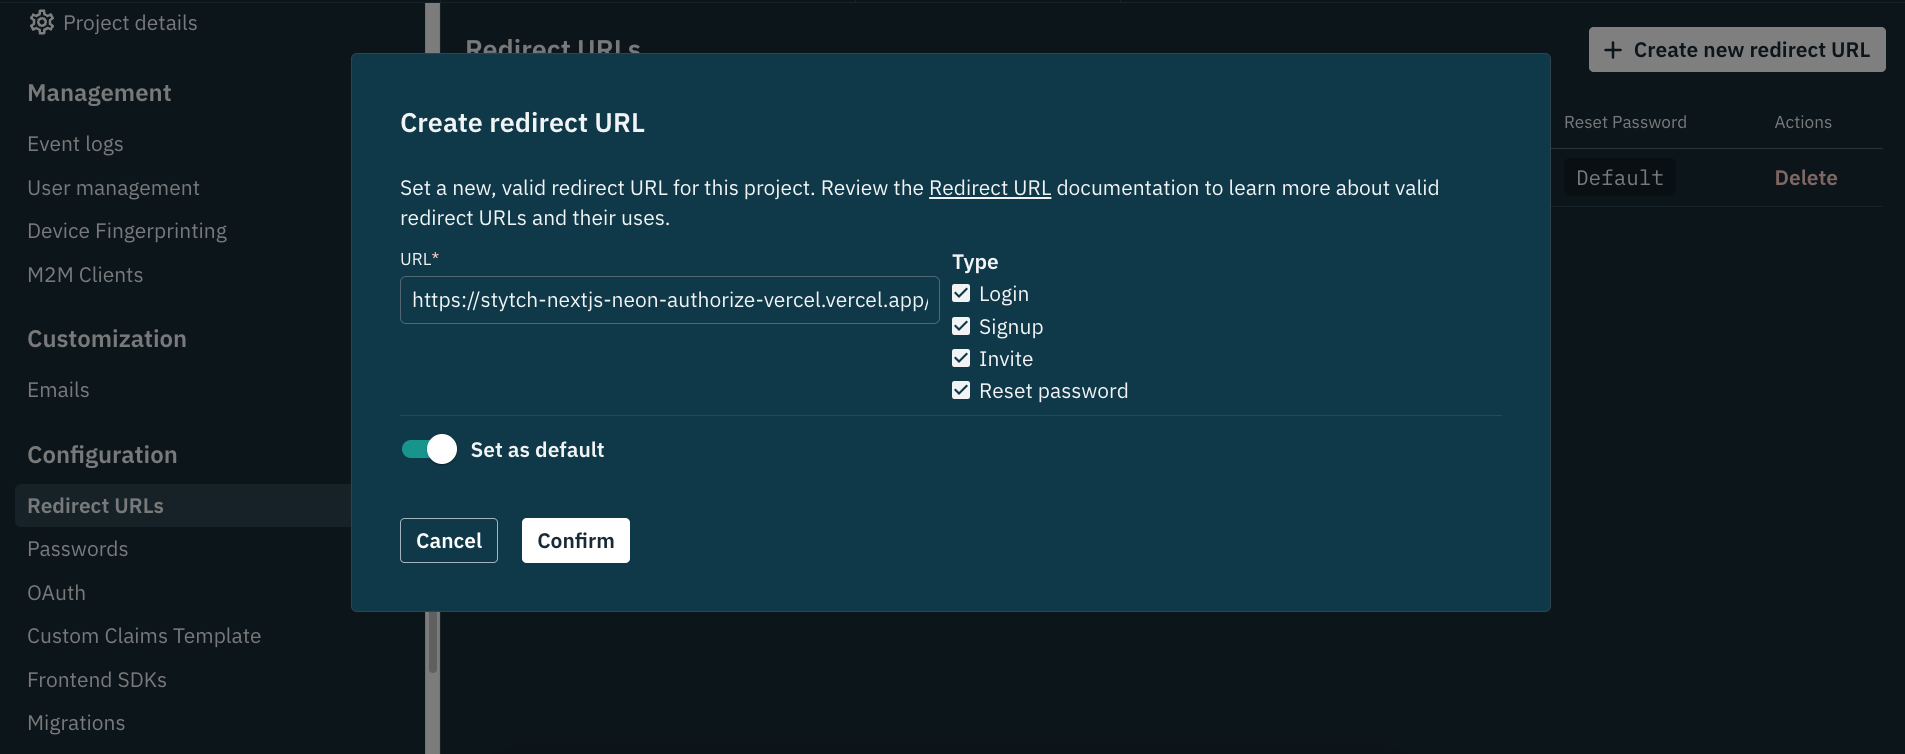 Project details
Management
Event logs
User management
Device Fingerprinting
M2M Clients
Customization
Emails
Configuration
Redirect URLs
Passwords
OAuth
Custom Claims Template
Frontend SDKs
Migrations
Redirect URLs
+ Create new redirect URL
Reset Password Actions
Default Delete
Create redirect URL
Set a new, valid redirect URL for this project. Review the Redirect URL documentation to learn more about valid
redirect URLs and their uses.
URL*
https://stytch-nextjs-neon-authorize-vercel.vercel.app/
Type
Login
Signup
Invite
Reset password
Set as default
Cancel Confirm